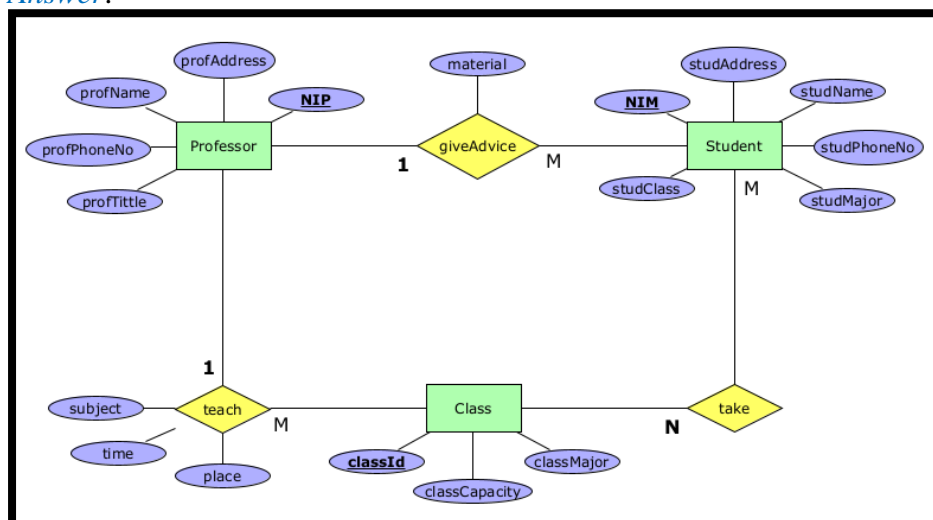 Answer:
profAddress
material
studAddress
profName
NIP
NIM
studName
profPhoneNo
Professor
giveAdvice
Student
studPhoneNo
1
M
profTittle
studClass
M
studMajor
1
subject
teach
M
Class
N
take
time
classId
classMajor
place
classCapacity